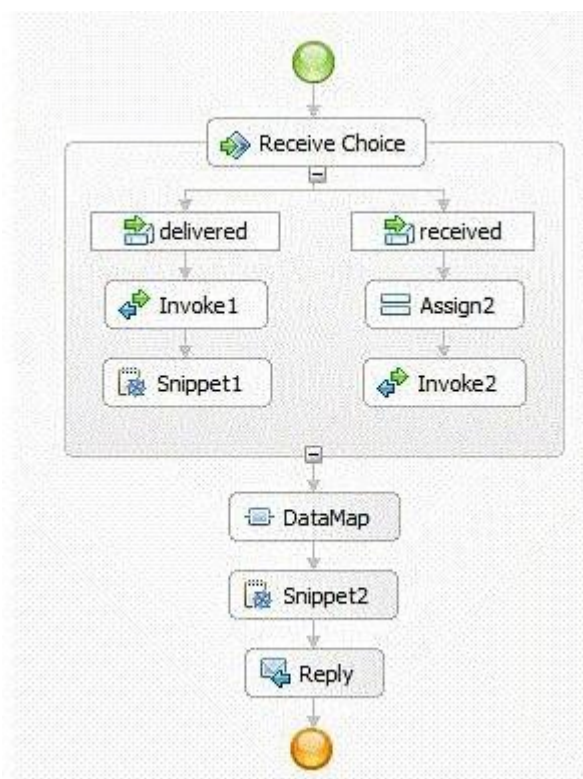 Receive Choice
delivered
received
Invoke1
Assign2
Snippet1
Invoke2
DataMap
Snippet2
Reply